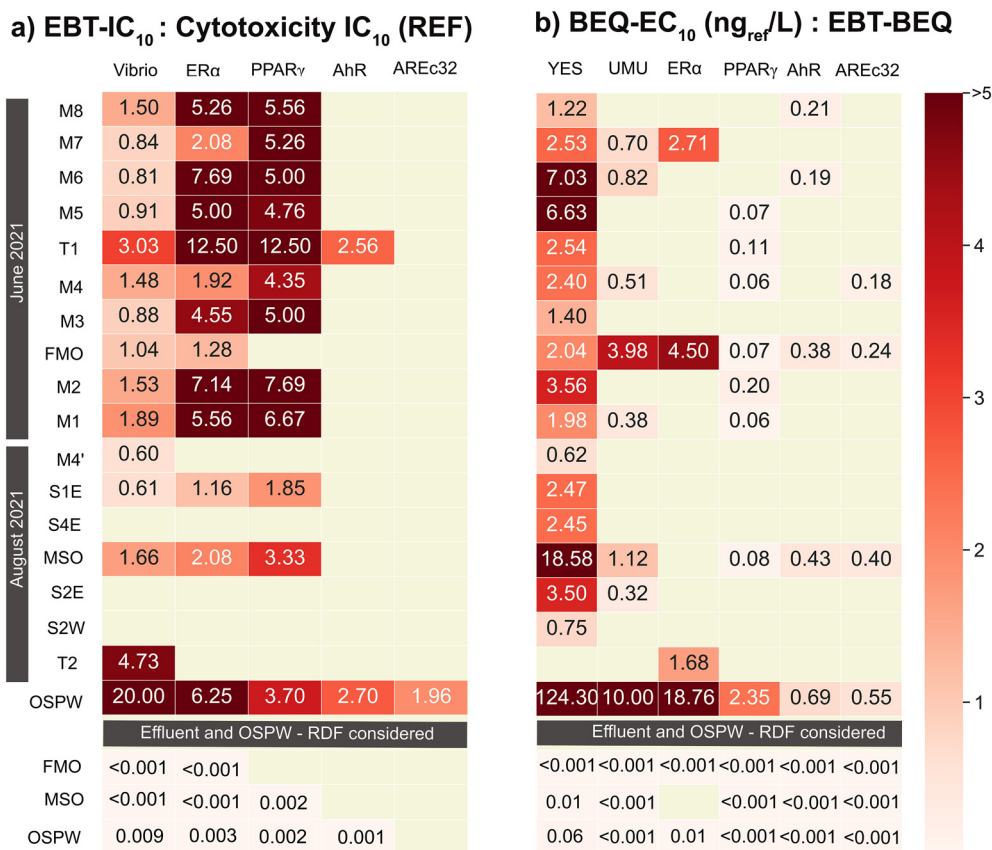 a) EBT-IC10 : Cytotoxicity IC10 (REF)
b) BEQ-EC10 (ngref/L) : EBT-BEQ
Vibrio ERα PPARγ AhR AREc32
YES UMU ERα PPARγ AhR AREc32
>5
4
3
2
1
June 2021
August 2021
M8 1.50 5.26 5.56 1.22 0.21
M7 0.84 2.08 5.26 2.53 0.70 2.71
M6 0.81 7.69 5.00 7.03 0.82 0.19
M5 0.91 5.00 4.76 6.63 0.07
T1 3.03 12.50 12.50 2.56 2.54 0.11
M4 1.48 1.92 4.35 2.40 0.51 0.06 0.18
M3 0.88 4.55 5.00 1.40
FMO 1.04 1.28 2.04 3.98 4.50 0.07 0.38 0.24
M2 1.53 7.14 7.69 3.56 0.20
M1 1.89 5.56 6.67 1.98 0.38 0.06
M4' 0.60 0.62
S1E 0.61 1.16 1.85 2.47
S4E 2.45
MSO 1.66 2.08 3.33 18.58 1.12 0.08 0.43 0.40
S2E 3.50 0.32
S2W 0.75
T2 4.73 1.68
OSPW 20.00 6.25 3.70 2.70 1.96 124.30 10.00 18.76 2.35 0.69 0.55
Effluent and OSPW - RDF considered
Effluent and OSPW - RDF considered
FMO <0.001 <0.001 <0.001 <0.001 <0.001 <0.001 <0.001 <0.001
MSO <0.001 <0.001 0.002 0.01 <0.001 <0.001 <0.001 <0.001
OSPW 0.009 0.003 0.002 0.001 0.06 <0.001 0.01 <0.001 <0.001 <0.001